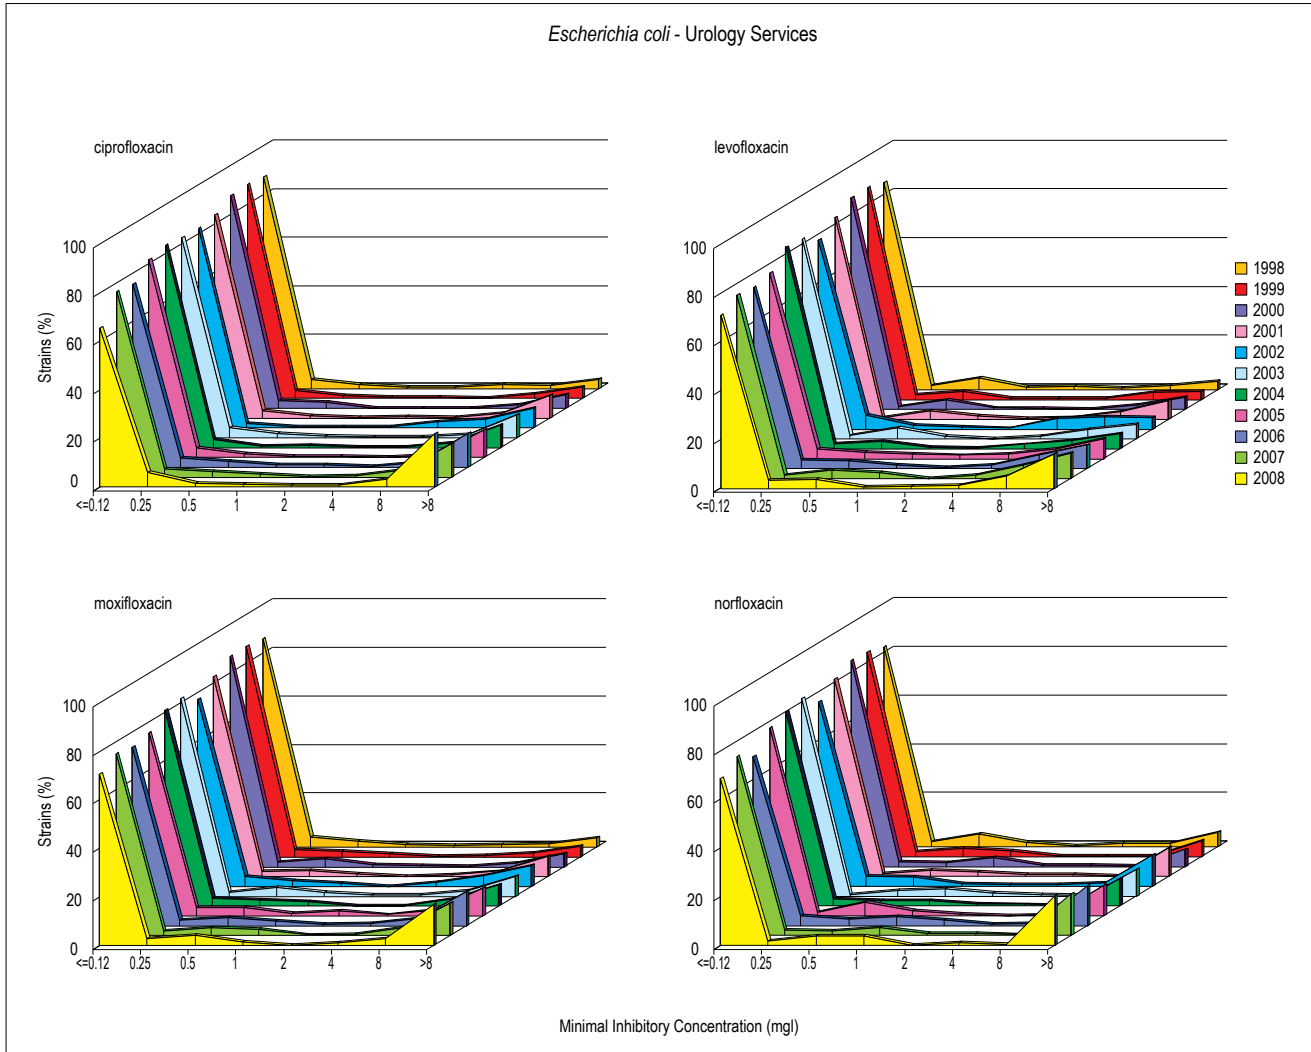 Escherichia coli - Urology Services
ciprofloxacin
levofloxacin
100
80
60
40
20
0
Strains (%)
<=0.12 0.25 0.5 1 2 4 8 >8
100
80
60
40
20
0
<=0.12 0.25 0.5 1 2 4 8 >8
1998
1999
2000
2001
2002
2003
2004
2005
2006
2007
2008
moxifloxacin
norfloxacin
100
80
60
40
20
0
Strains (%)
<=0.12 0.25 0.5 1 2 4 8 >8
100
80
60
40
20
0
<=0.12 0.25 0.5 1 2 4 8 >8
Minimal Inhibitory Concentration (mgl)